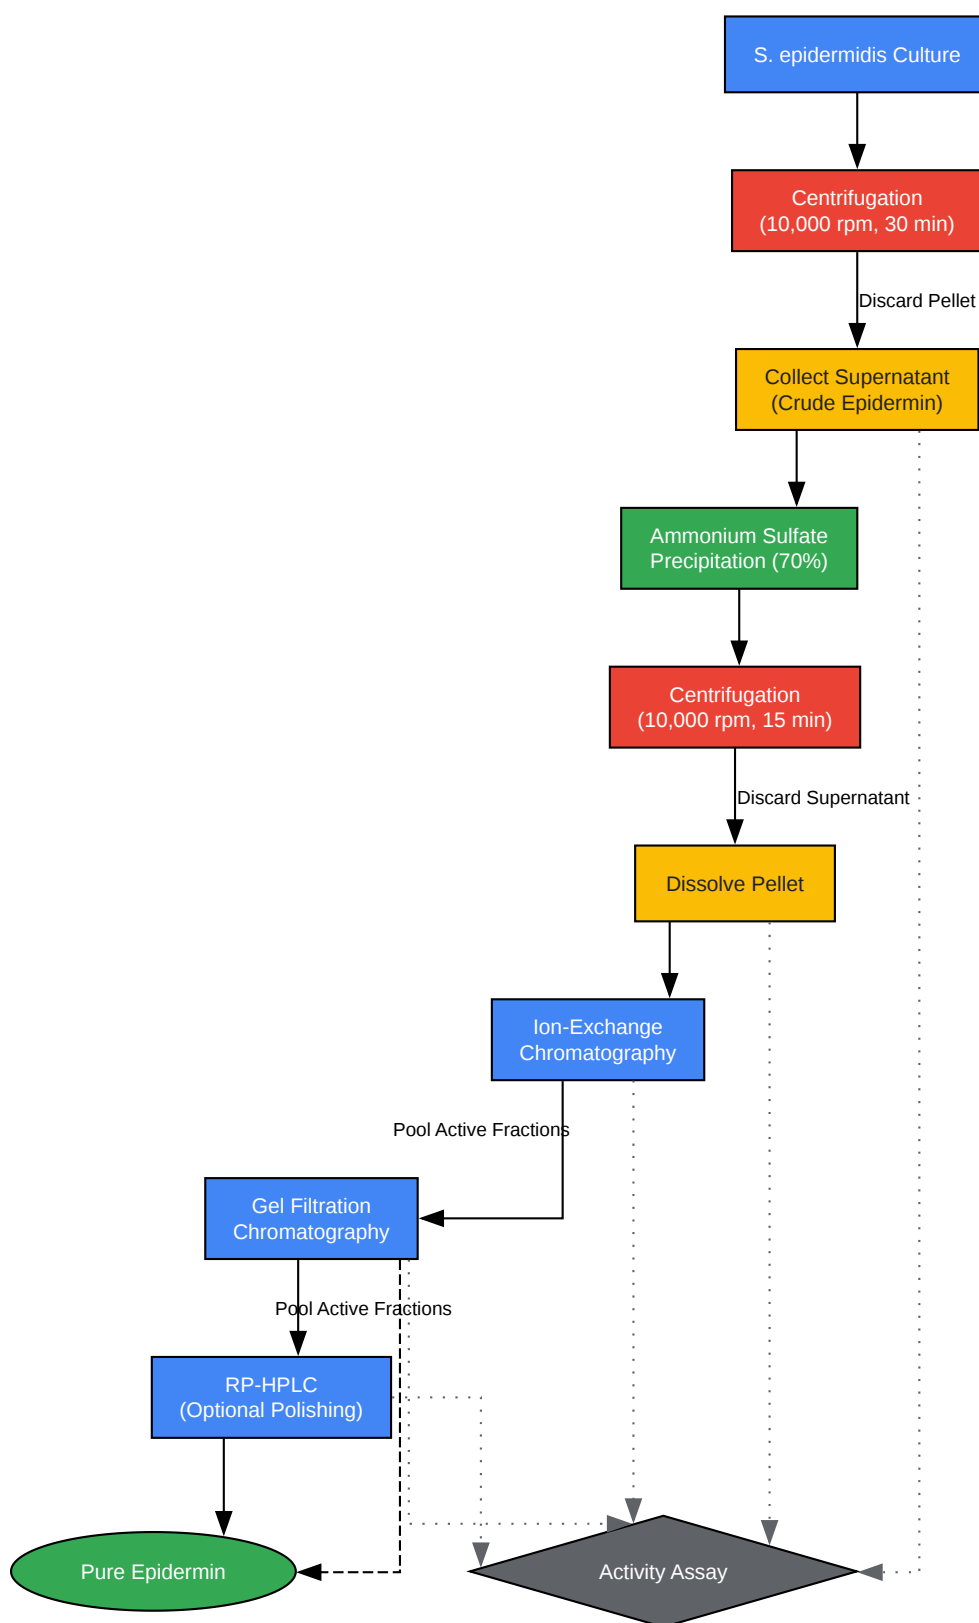 S. epidermidis Culture
Centrifugation
(10,000 rpm, 30 min)
Discard Pellet
Collect Supernatant
(Crude Epidermin)
Ammonium Sulfate
Precipitation (70%)
Centrifugation
(10,000 rpm, 15 min)
Discard Supernatant
Dissolve Pellet
Ion-Exchange
Chromatography
Pool Active Fractions
Gel Filtration
Chromatography
Pool Active Fractions
RP-HPLC
(Optional Polishing)
Pure Epidermin
Activity Assay